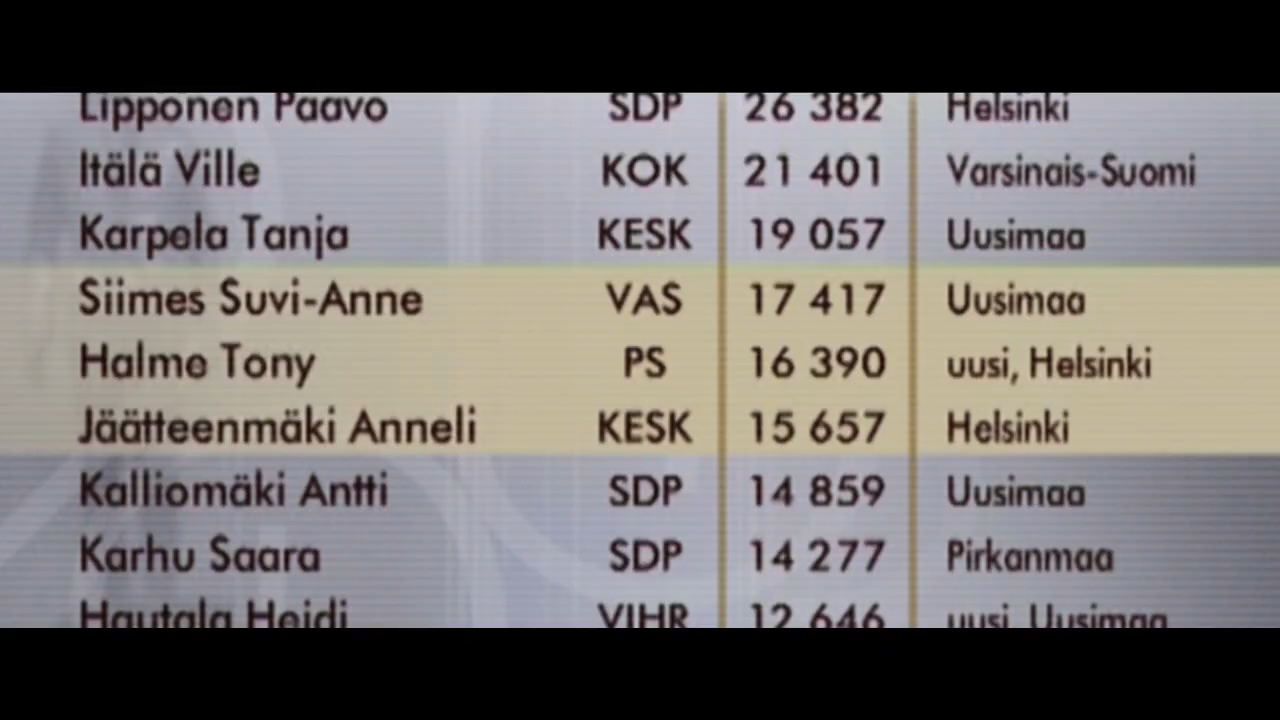 Lipponen Paavo SDP 26 382 Helsinki
Itälä Ville KOK 21 401 Varsinais-Suomi
Karpela Tanja KESK 19 057 Uusimaa
Siimes Suvi-Anne VAS 17 417 Uusimaa
Halme Tony PS 16 390 uusi, Helsinki
Jäätteenmäki Anneli KESK 15 657 Helsinki
Kalliomäki Antti SDP 14 859 Uusimaa
Karhu Saara SDP 14 277 Pirkanmaa
Hautala Heidi VIHR 12 646 uusi, Uusimaa